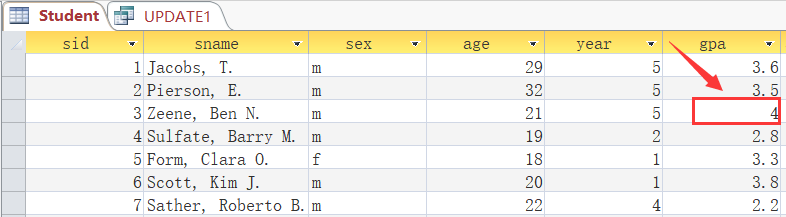 Student UPDATE1
sid sname sex age year gpa
1 Jacobs, T. m 29 5 3.6
2 Pierson, E. m 32 5 3.5
3 Zeene, Ben N. m 21 5 4
4 Sulfate, Barry M. m 19 2 2.8
5 Form, Clara O. f 18 1 3.3
6 Scott, Kim J. m 20 1 3.8
7 Sather, Roberto B. m 22 4 2.2